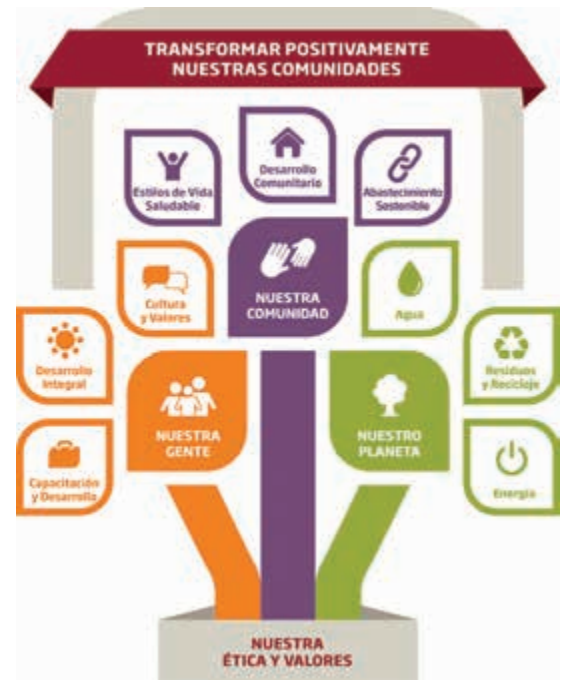 TRANSFORMAR POSITIVAMENTE
NUESTRAS COMUNIDADES
Estilos de Vida
Saludable
Desarrollo
Comunitario
Abastecimiento
Sostenible
Cultura
y Valores
NUESTRA
COMUNIDAD
Agua
Desarrollo
Integral
NUESTRA
GENTE
NUESTRO
PLANETA
Residuos
y Reciclaje
Capacitación
y Desarrollo
Energía
NUESTRA
ÉTICA Y VALORES